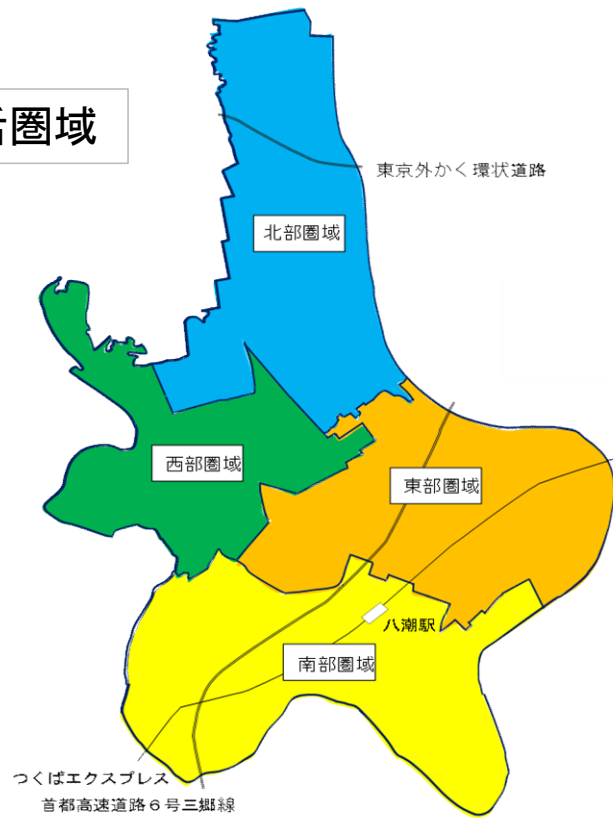 活圏域
東京外かく環状道路
北部圏域
西部圏域
東部圏域
八潮駅
南部圏域
つくばエクスプレス
首都高速道路６号三郷線